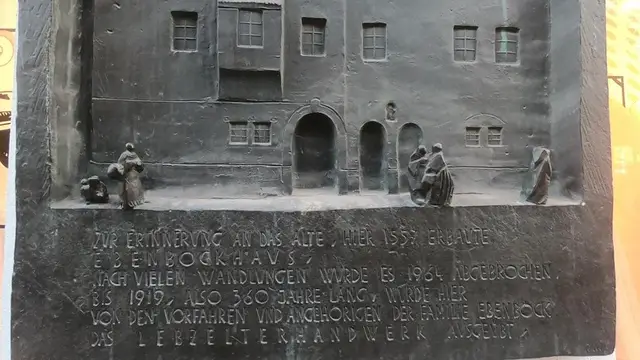 ZUR ERINNERUNG AN DAS ALTE, HIER 1559 ERBAUTE
EBENBÖCKHAUS,
NACH VIELEN WANDLUNGEN WURDE ES 1964 ABGEBROCHEN.
BIS 1919, ALSO 360 JAHRE LANG, WURDE HIER
VON DEN VORFAHREN UND ANGEHÖRIGEN DER FAMILIE EBENBÖCK
DAS LEBZELTERHANDWERK AUSGEÜBT,